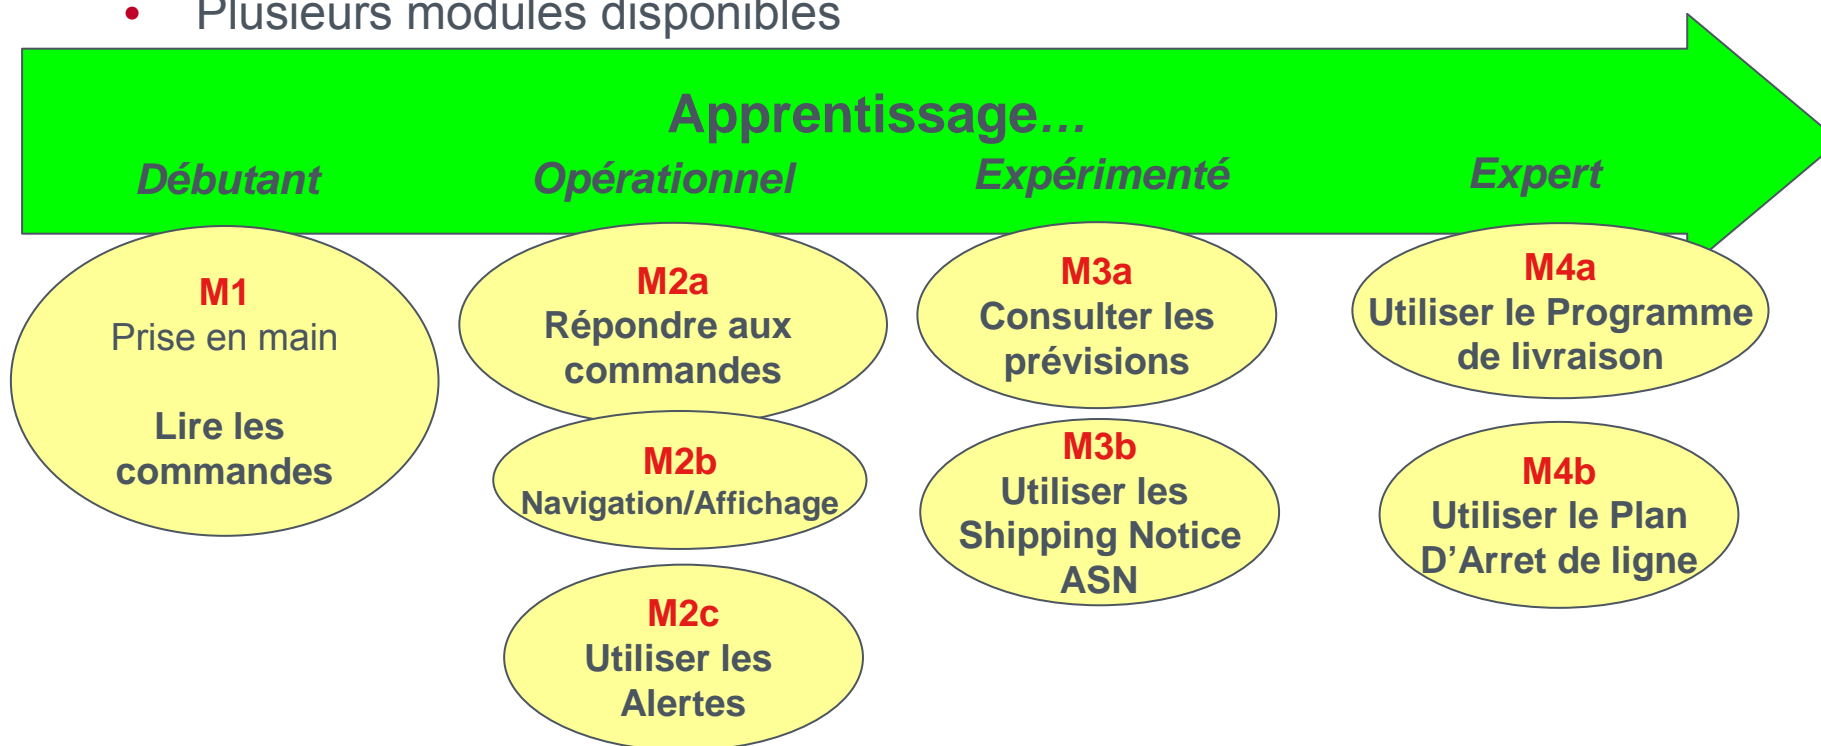 • Plusieurs modules disponibles
Apprentissage...
Débutant
Opérationnel
Expérimenté
Expert
M1
Prise en main
Lire les
commandes
M2a
Répondre aux
commandes
M2b
Navigation/Affichage
M2c
Utiliser les
Alertes
M3a
Consulter les
prévisions
M3b
Utiliser les
Shipping Notice
ASN
M4a
Utiliser le Programme
de livraison
M4b
Utiliser le Plan
D’Arret de ligne